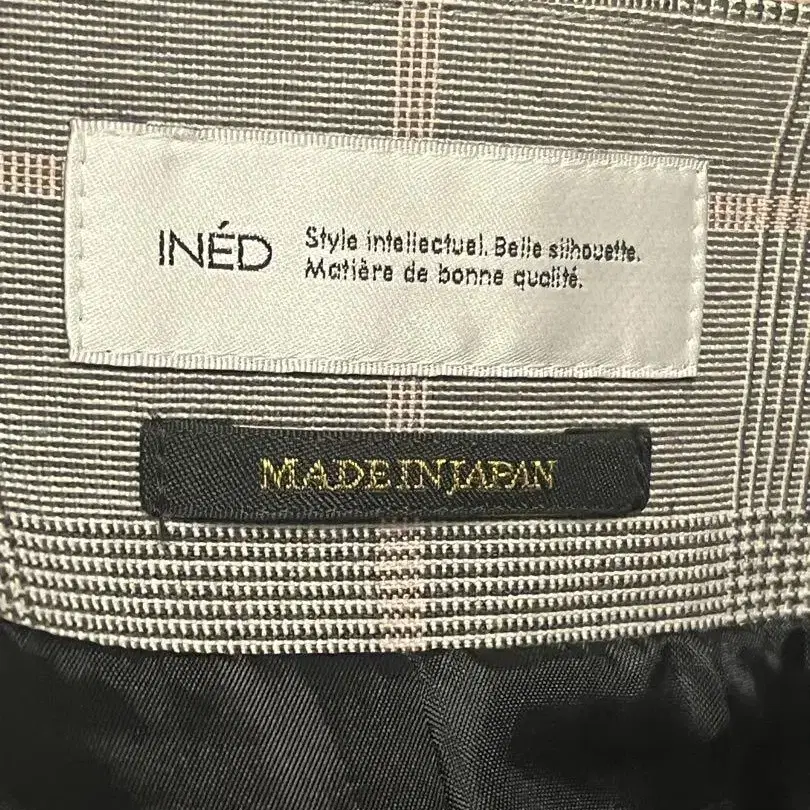 INÉD
Style intellectuel. Belle silhouette.
Matière de bonne qualité.
MADE IN JAPAN